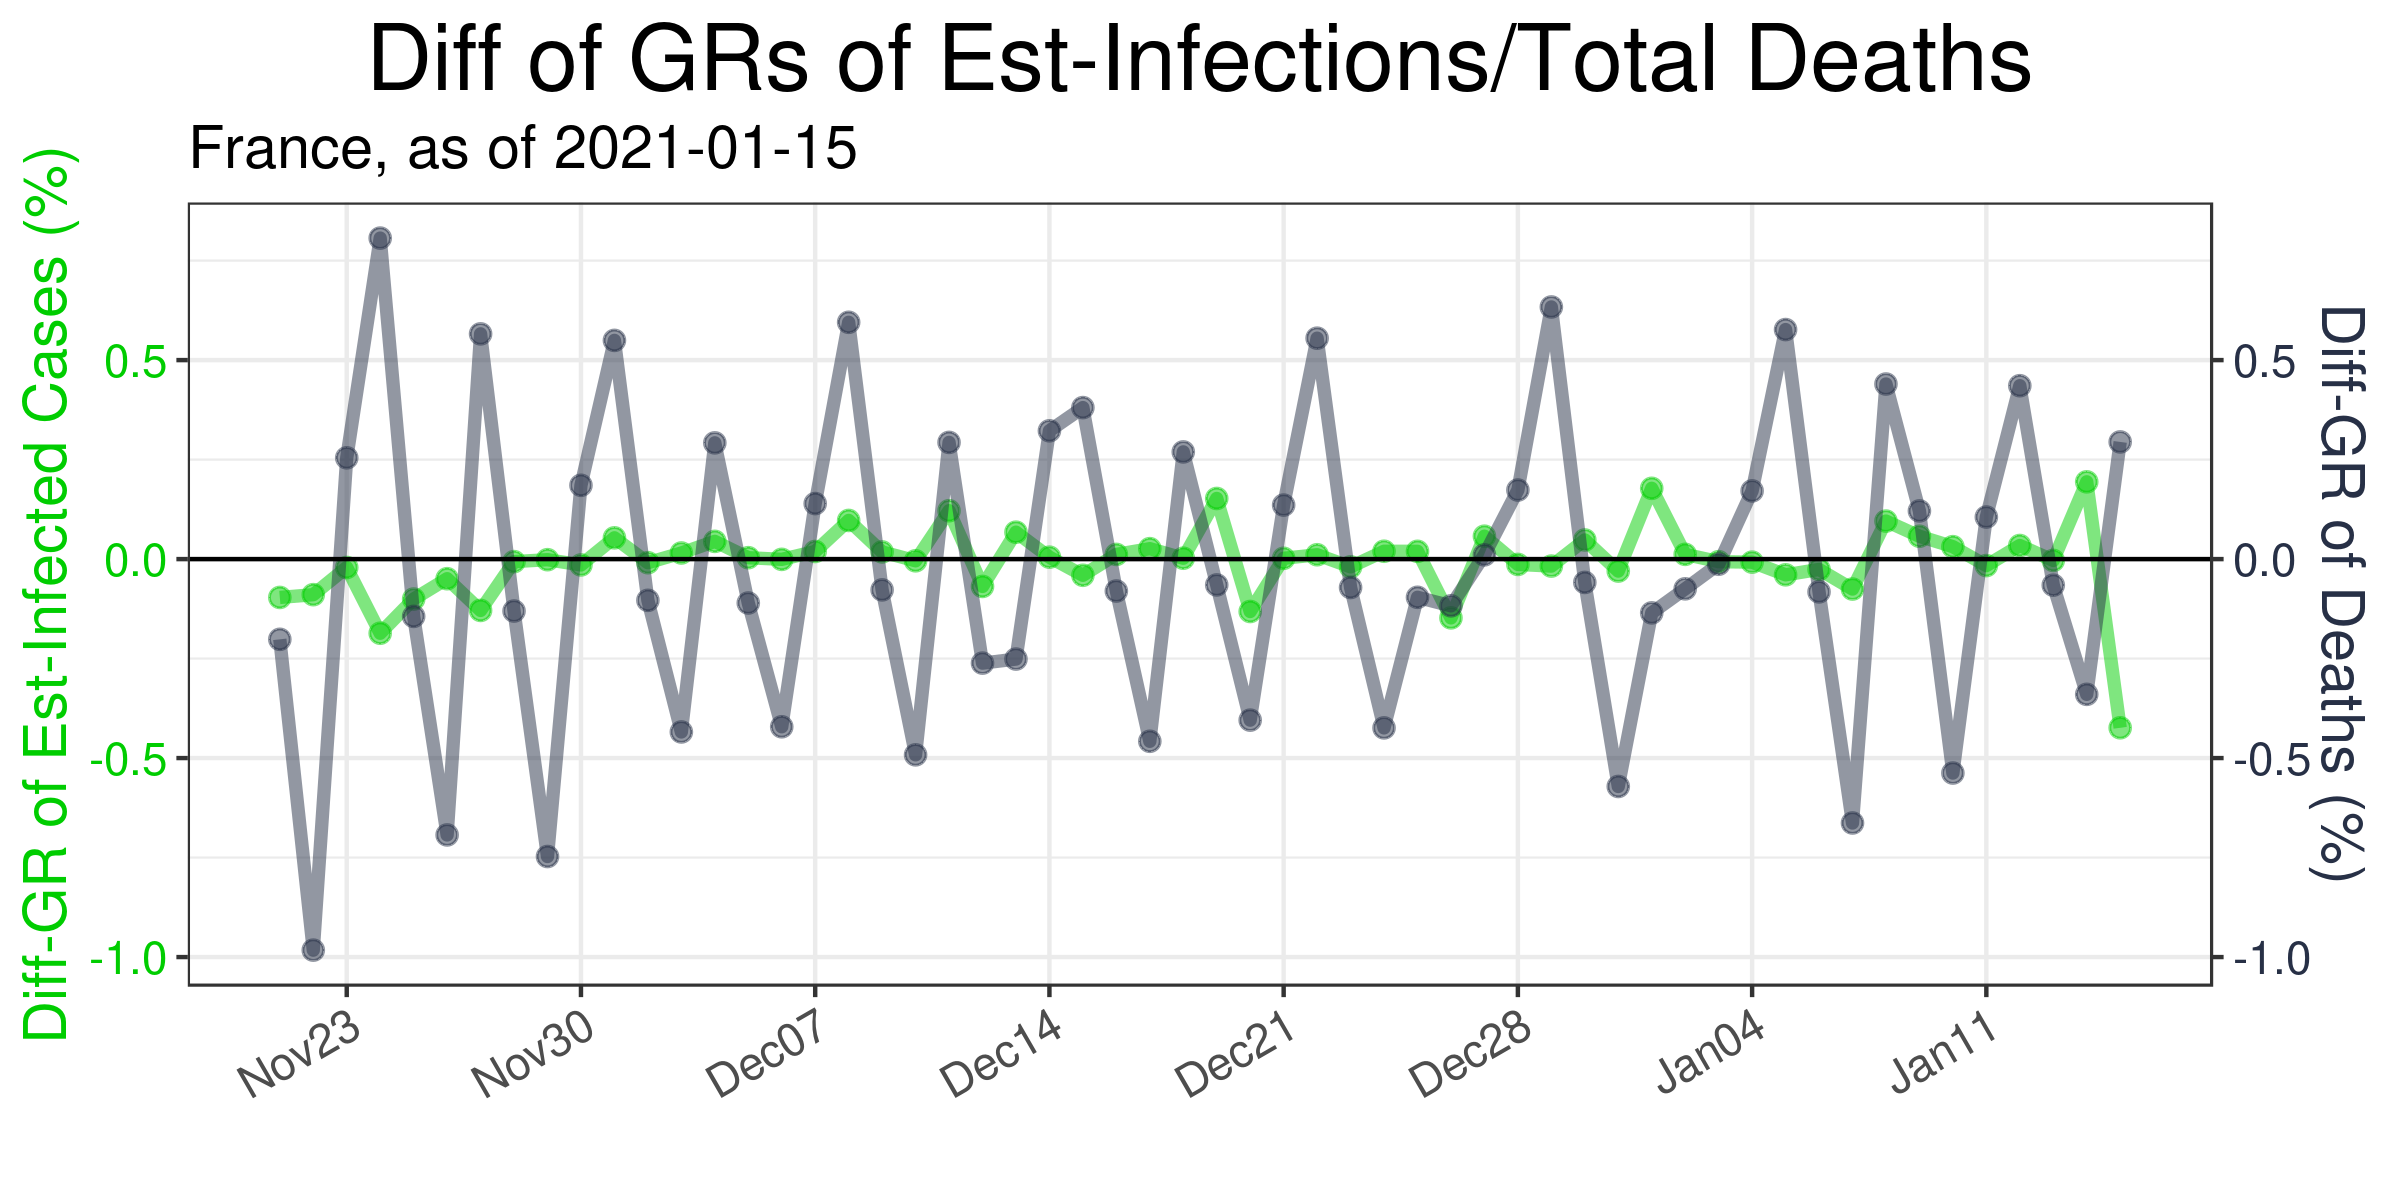 Diff of GRs of Est-Infections/Total Deaths
France, as of 2021-01-15
Diff-GR of Est-Infected Cases (%)
0.5
0.0
-0.5
-1.0
0.5
0.0
-0.5
-1.0
Diff-GR of Deaths (%)
Nov23
Nov30
Dec07
Dec14
Dec21
Dec28
Jan04
Jan11